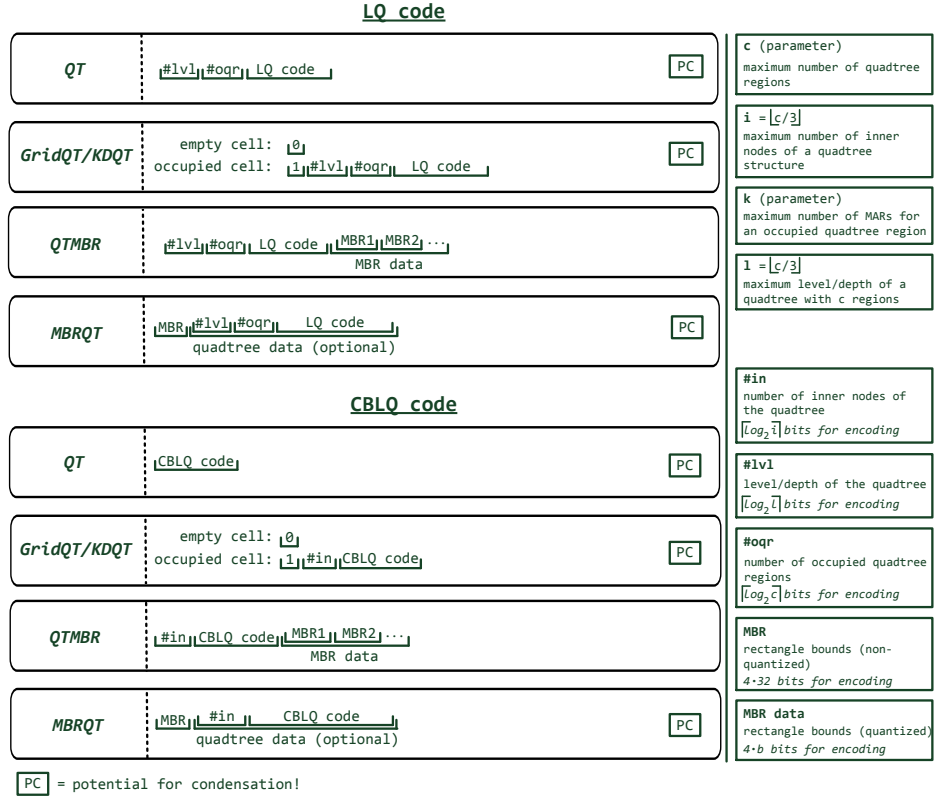 LQ code
QT
#lvl #oqr LQ code
PC
GridQT/KDQT
empty cell: 0
occupied cell: 1 #lvl #oqr LQ code
PC
QTMBR
#lvl #oqr LQ code MBR1 MBR2 ...
MBR data
MBRQT
MBR #lvl #oqr LQ code
quadtree data (optional)
PC
CBLQ code
QT
CBLQ code
PC
GridQT/KDQT
empty cell: 0
occupied cell: 1 #in CBLQ code
PC
QTMBR
#in CBLQ code MBR1 MBR2 ...
MBR data
MBRQT
MBR #in CBLQ code
quadtree data (optional)
PC
PC = potential for condensation!
c (parameter)
maximum number of quadtree
regions
i = ⌊c/3⌋
maximum number of inner
nodes of a quadtree
structure
k (parameter)
maximum number of MARs for
an occupied quadtree region
l = ⌊c/3⌋
maximum level/depth of a
quadtree with c regions
#in
number of inner nodes of
the quadtree
⌈log₂i⌉ bits for encoding
#lvl
level/depth of the quadtree
⌈log₂l⌉ bits for encoding
#oqr
number of occupied quadtree
regions
⌈log₂c⌉ bits for encoding
MBR
rectangle bounds (non-
quantized)
4·32 bits for encoding
MBR data
rectangle bounds (quantized)
4·b bits for encoding